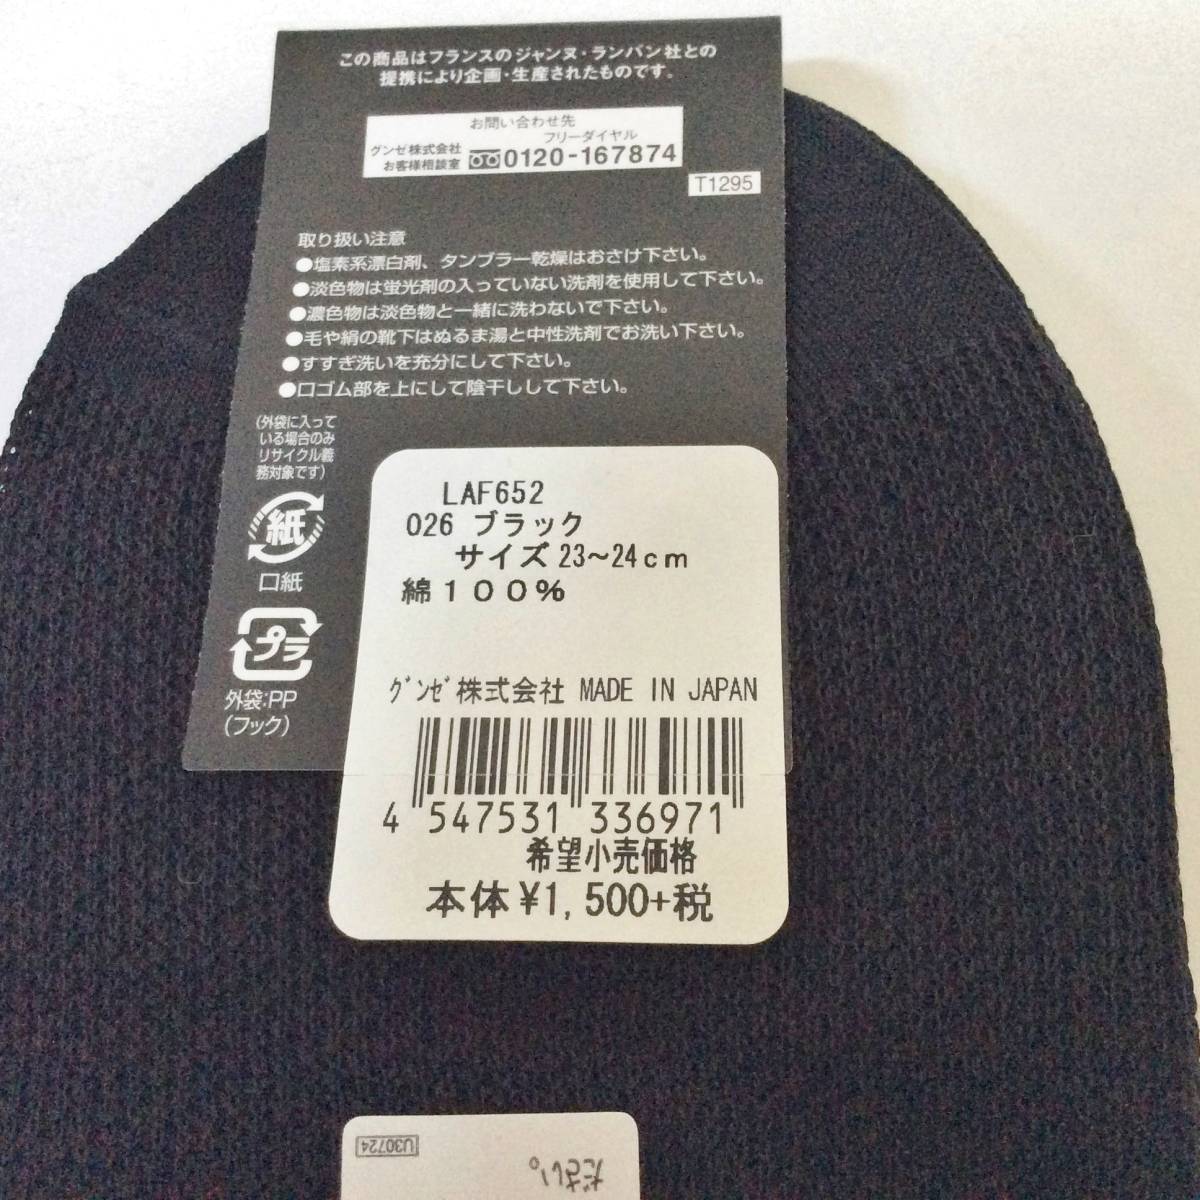 この商品はフランスのジャンヌ・ランバン社との
提携により企画・生産されたものです。
お問い合わせ先
フリーダイヤル
グンゼ株式会社
お客様相談室
0120-167874
T1295
取り扱い注意
●塩素系漂白剤、タンブラー乾燥はおさけ下さい。
●淡色物は蛍光剤の入っていない洗剤を使用して下さい。
●濃色物は淡色物と一緒に洗わないで下さい。
●毛や絹の靴下はぬるま湯と中性洗剤でお洗い下さい。
●すすぎ洗いを充分にして下さい。
●口ゴム部を上にして陰干しして下さい。
(外袋に入って
いる場合のみ
リサイクル義
務対象です)
紙
口紙
プラ
外袋:PP
(フック)
LAF652
026 ブラック
サイズ23〜24cm
綿100%
グンゼ株式会社 MADE IN JAPAN
4 547531 336971
希望小売価格
本体¥1,500+税
U30724
ださい。